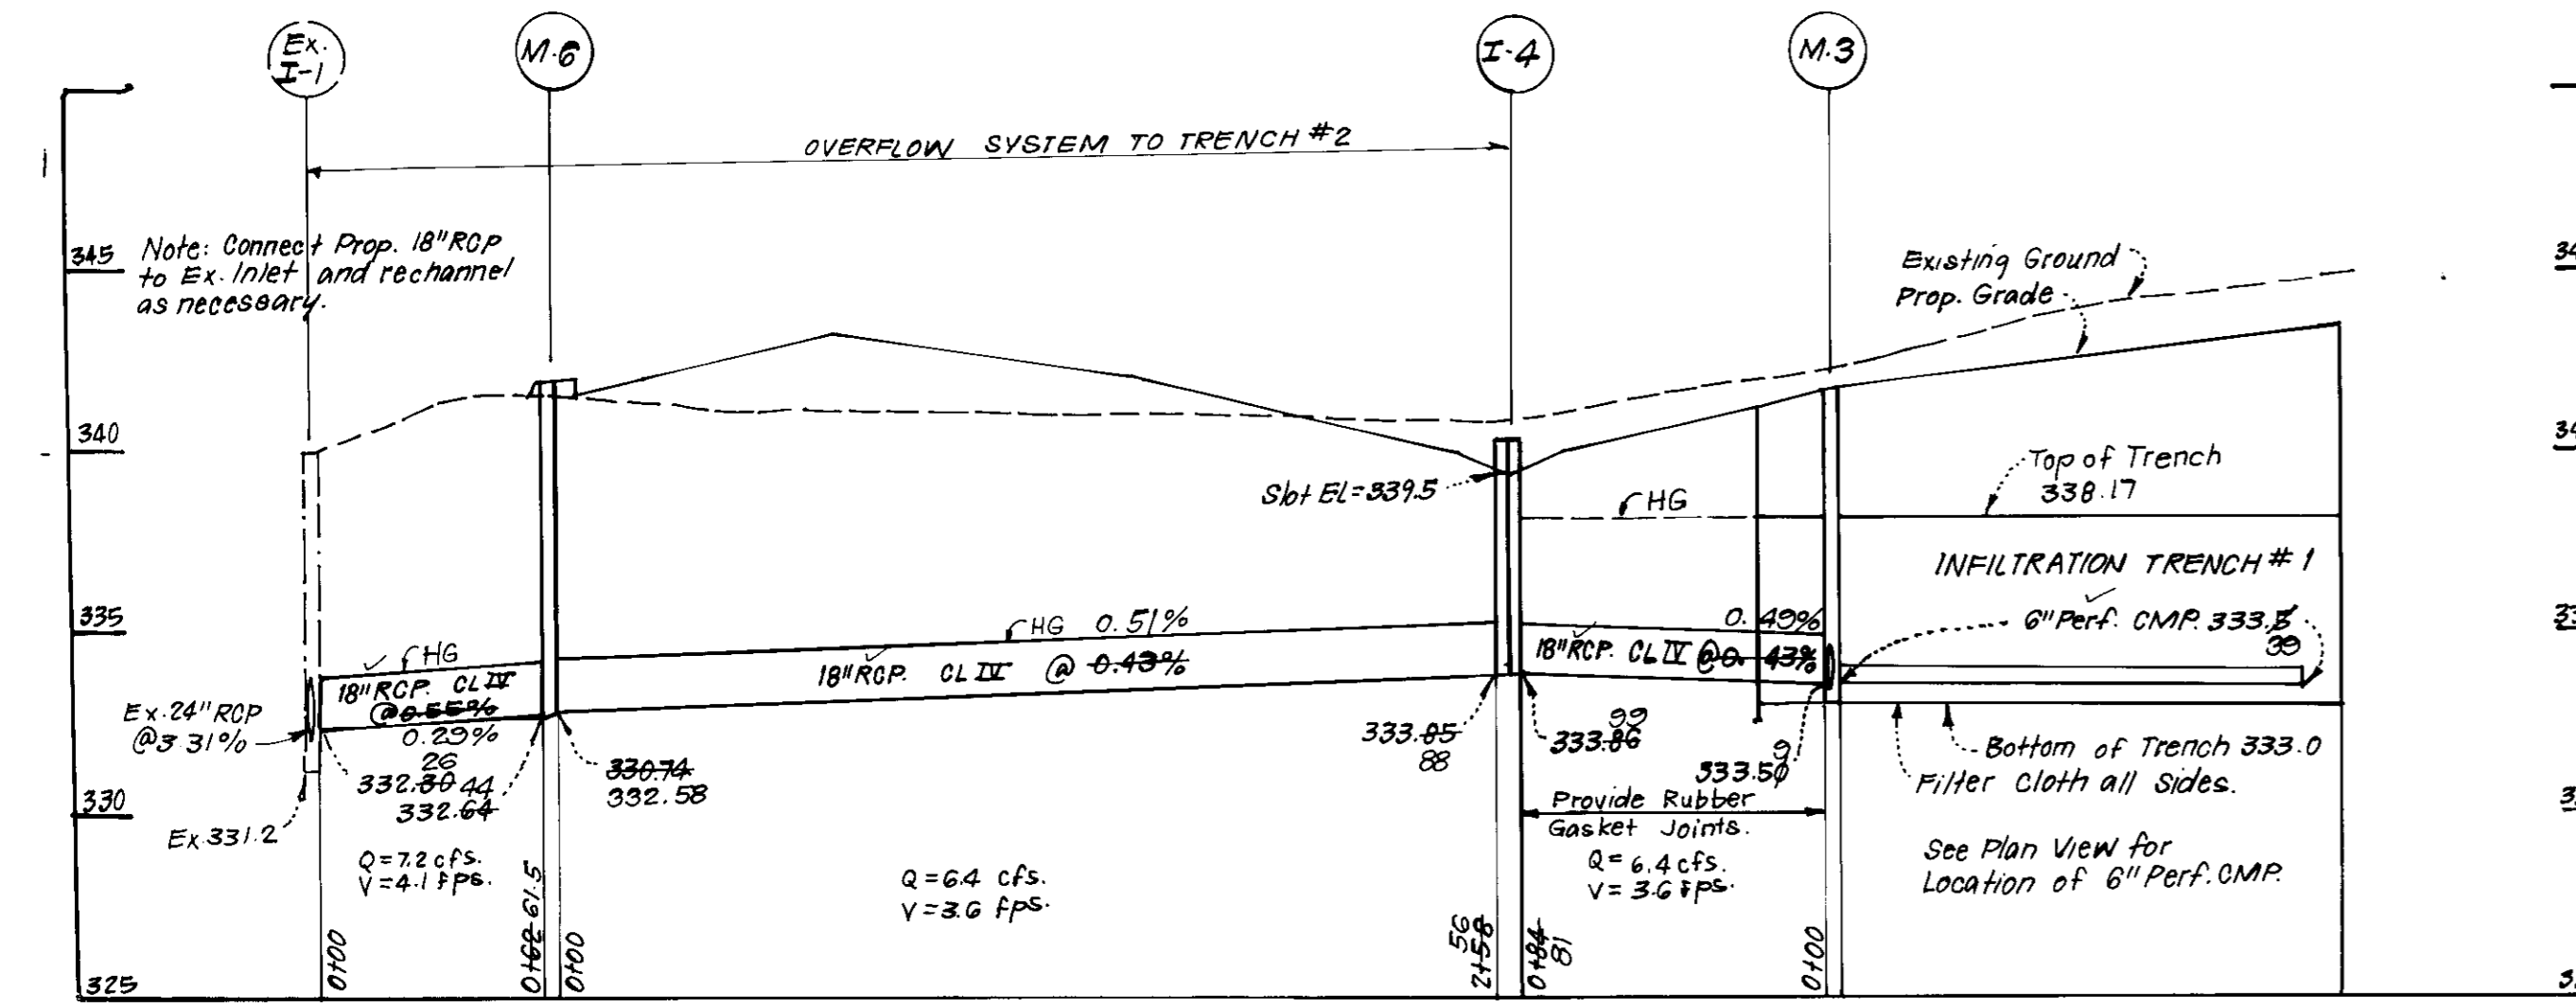 Ex.
I-1
M-6
I-4
M-3
OVERFLOW SYSTEM TO TRENCH #2
345
Note: Connect Prop. 18" RCP
to Ex. Inlet and rechannel
as necessary.
Existing Ground
Prop. Grade
340
Slot El=339.5
HG
Top of Trench
338.17
INFILTRATION TRENCH # 1
6" Perf. CMP. 333.5
39
335
HG
18" RCP. CL IV
@ 0.55%
0.29%
HG 0.51%
18" RCP. CL IV @ 0.43%
0.49%
18" RCP. CL IV @ 0.43%
Ex. 24" RCP
@ 3.31%
26
332.30
44
332.64
330.74
332.58
333.85
88
99
333.86
9
333.50
Bottom of Trench 333.0
Filter Cloth all Sides.
330
Ex. 331.2
Provide Rubber
Gasket Joints.
Q=7.2 cfs.
V=4.1 fps.
Q=6.4 cfs.
V=3.6 fps.
Q=6.4 cfs.
V=3.6 fps.
See Plan View for
Location of 6" Perf. CMP.
0+00
0+62 61.5
0+00
56
2+58
0+84
81
0+00
325